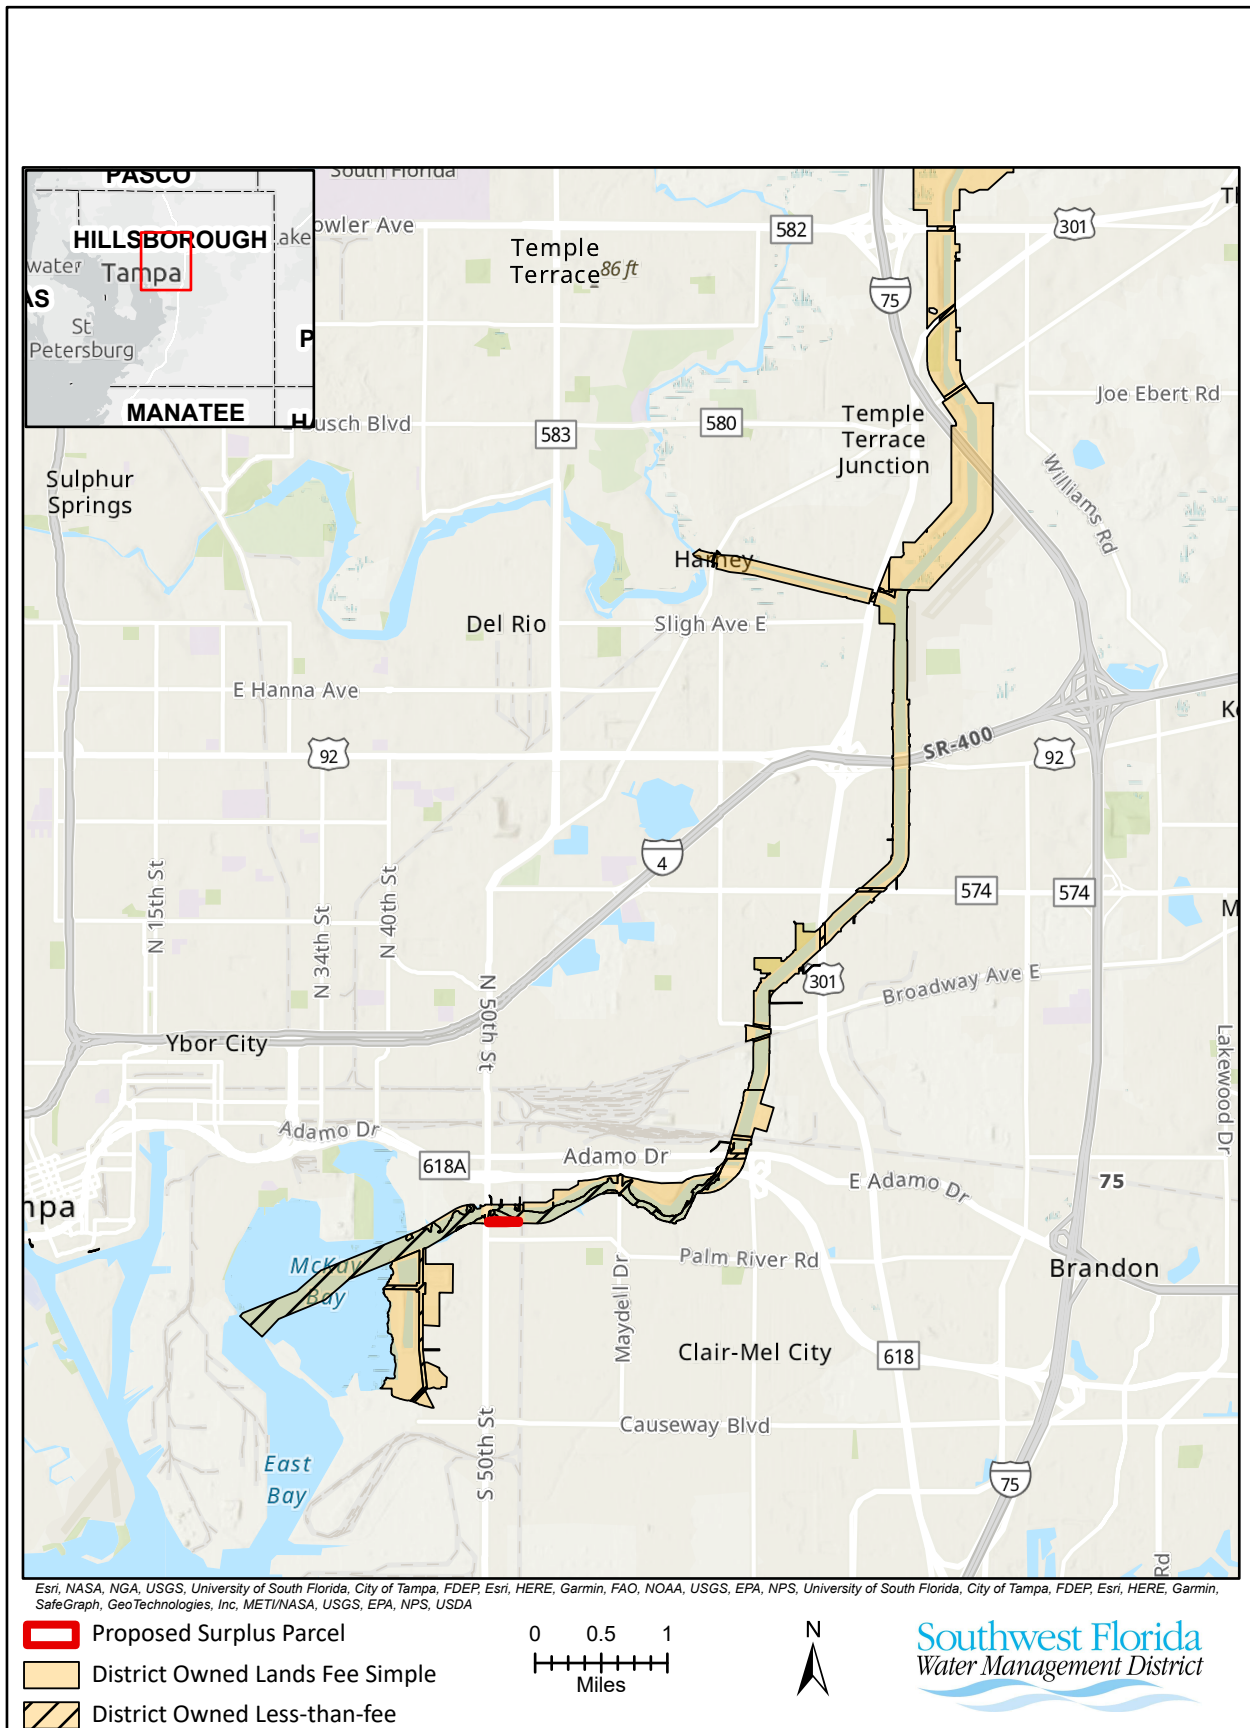 PASCO
HILLSBOROUGH
Tampa
St
Petersburg
MANATEE
South Florida
Temple
Terrace
86 ft
582
301
75
Joe Ebert Rd
583
580
Temple
Terrace
Junction
Williams Rd
Sulphur
Springs
Harney
Del Rio
Sligh Ave E
E Hanna Ave
92
SR-400
92
4
574
574
N 15th St
N 34th St
N 40th St
N 50th St
301
Broadway Ave E
Ybor City
Lakewood Dr
Adamo Dr
618A
Adamo Dr
E Adamo Dr
75
McKay
Bay
Palm River Rd
Brandon
Maydell Dr
Clair-Mel City
618
Causeway Blvd
S 50th St
East
Bay
75
Rd
Esri, NASA, NGA, USGS, University of South Florida, City of Tampa, FDEP, Esri, HERE, Garmin, FAO, NOAA, USGS, EPA, NPS, University of South Florida, City of Tampa, FDEP, Esri, HERE, Garmin,
SafeGraph, GeoTechnologies, Inc, METI/NASA, USGS, EPA, NPS, USDA
Proposed Surplus Parcel
District Owned Lands Fee Simple
District Owned Less-than-fee
0 0.5 1
Miles
N
Southwest Florida
Water Management District